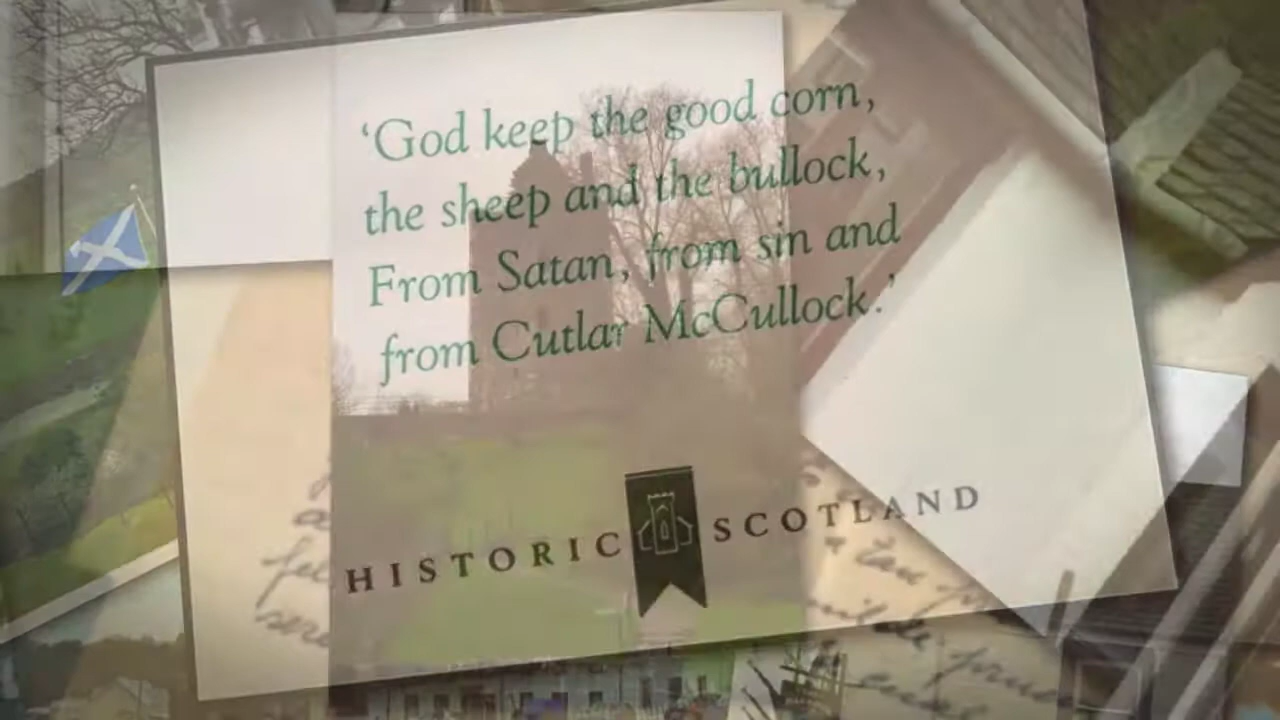 ‘God keep the good corn,
the sheep and the bullock,
From Satan, from sin and
from Cutlar McCullock.’
HISTORIC SCOTLAND